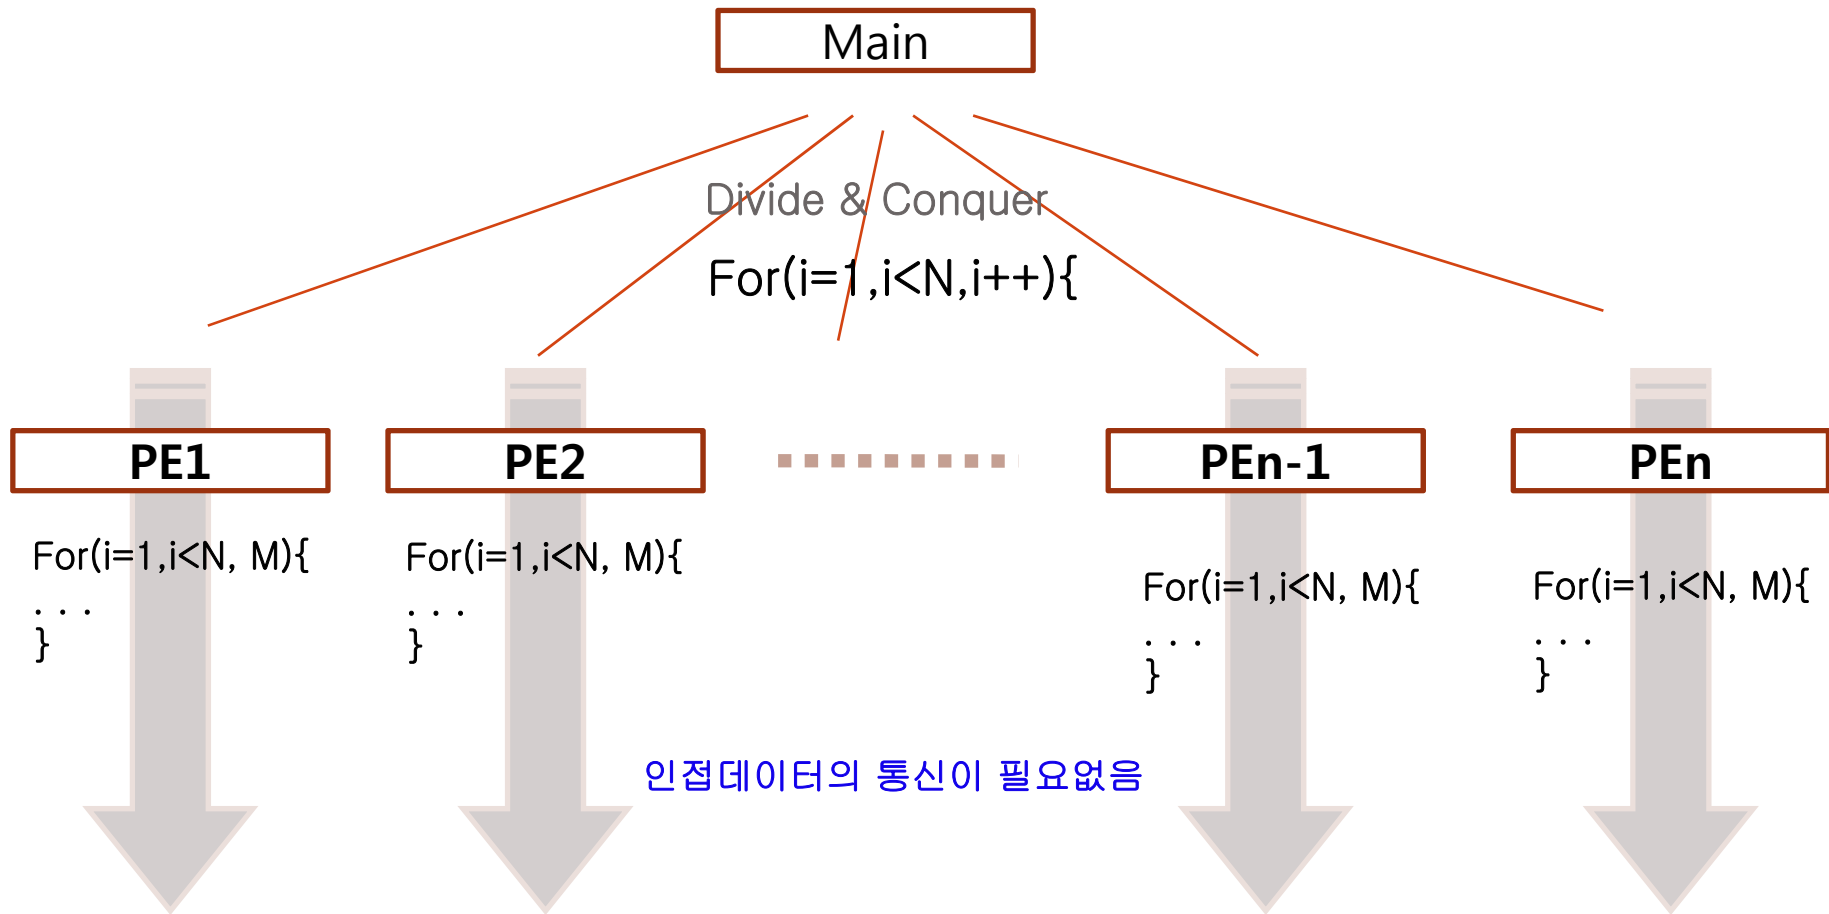 Main
Divide & Conquer
For(i=1,i<N,i++){
PE1
PE2
PEn-1
PEn
For(i=1,i<N, M){
. . .
}
For(i=1,i<N, M){
. . .
}
For(i=1,i<N, M){
. . .
}
For(i=1,i<N, M){
. . .
}
인접데이터의 통신이 필요없음